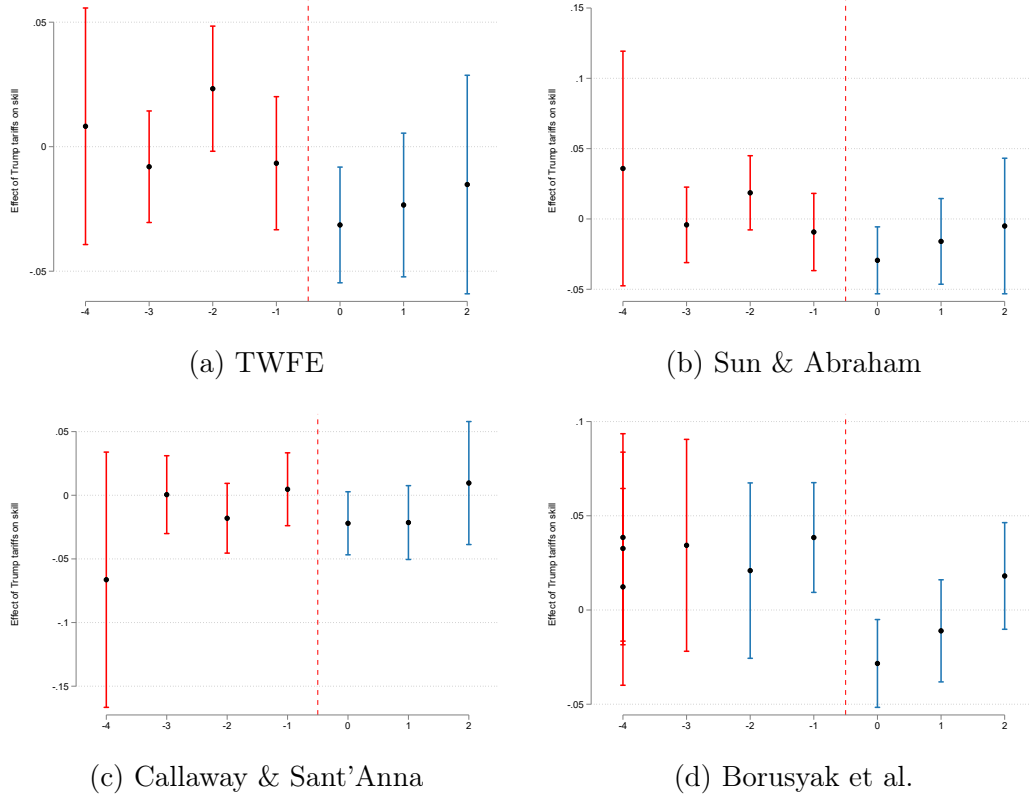 Effect of Trump tariffs on skill
.05
0
-.05
-4 -3 -2 -1 0 1 2
(a) TWFE
Effect of Trump tariffs on skill
.15
.1
.05
0
-.05
-4 -3 -2 -1 0 1 2
(b) Sun & Abraham
Effect of Trump tariffs on skill
.05
0
-.05
-.1
-.15
-4 -3 -2 -1 0 1 2
(c) Callaway & Sant'Anna
Effect of Trump tariffs on skill
.1
.05
0
-.05
-4 -3 -2 -1 0 1 2
(d) Borusyak et al.